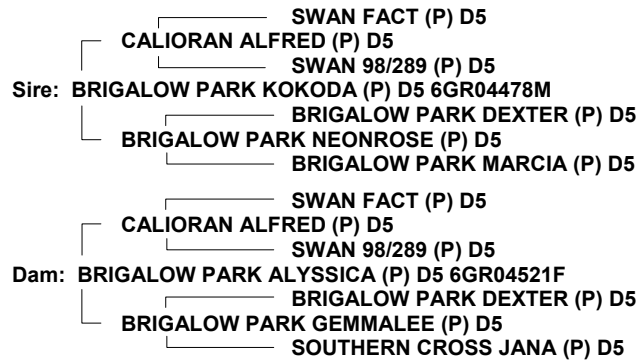 SWAN FACT (P) D5
CALIORAN ALFRED (P) D5
SWAN 98/289 (P) D5
Sire: BRIGALOW PARK KOKODA (P) D5 6GR04478M
BRIGALOW PARK DEXTER (P) D5
BRIGALOW PARK NEONROSE (P) D5
BRIGALOW PARK MARCIA (P) D5
SWAN FACT (P) D5
CALIORAN ALFRED (P) D5
SWAN 98/289 (P) D5
Dam: BRIGALOW PARK ALYSSICA (P) D5 6GR04521F
BRIGALOW PARK DEXTER (P) D5
BRIGALOW PARK GEMMALEE (P) D5
SOUTHERN CROSS JANA (P) D5